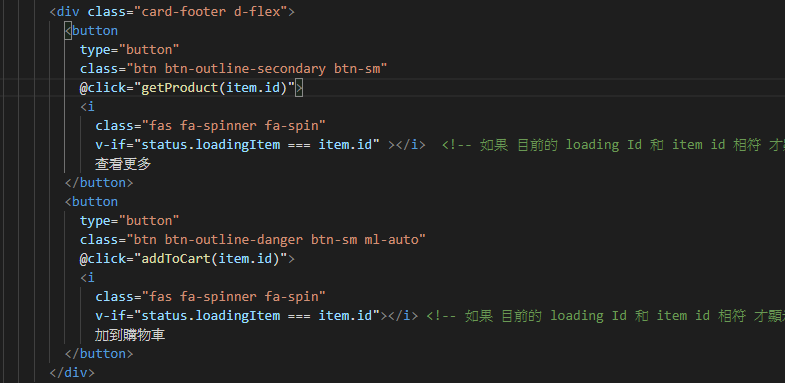 <div class="card-footer d-flex">
<button
type="button"
class="btn btn-outline-secondary btn-sm"
@click="getProduct(item.id)">
<i
class="fas fa-spinner fa-spin"
v-if="status.loadingItem === item.id" ></i>  <!-- 如果 目前的 loading Id 和 item id 相符 才
查看更多
</button>
<button
type="button"
class="btn btn-outline-danger btn-sm ml-auto"
@click="addToCart(item.id)">
<i
class="fas fa-spinner fa-spin"
v-if="status.loadingItem === item.id"></i> <!-- 如果 目前的 loading Id 和 item id 相符 才顯
加到購物車
</button>
</div>